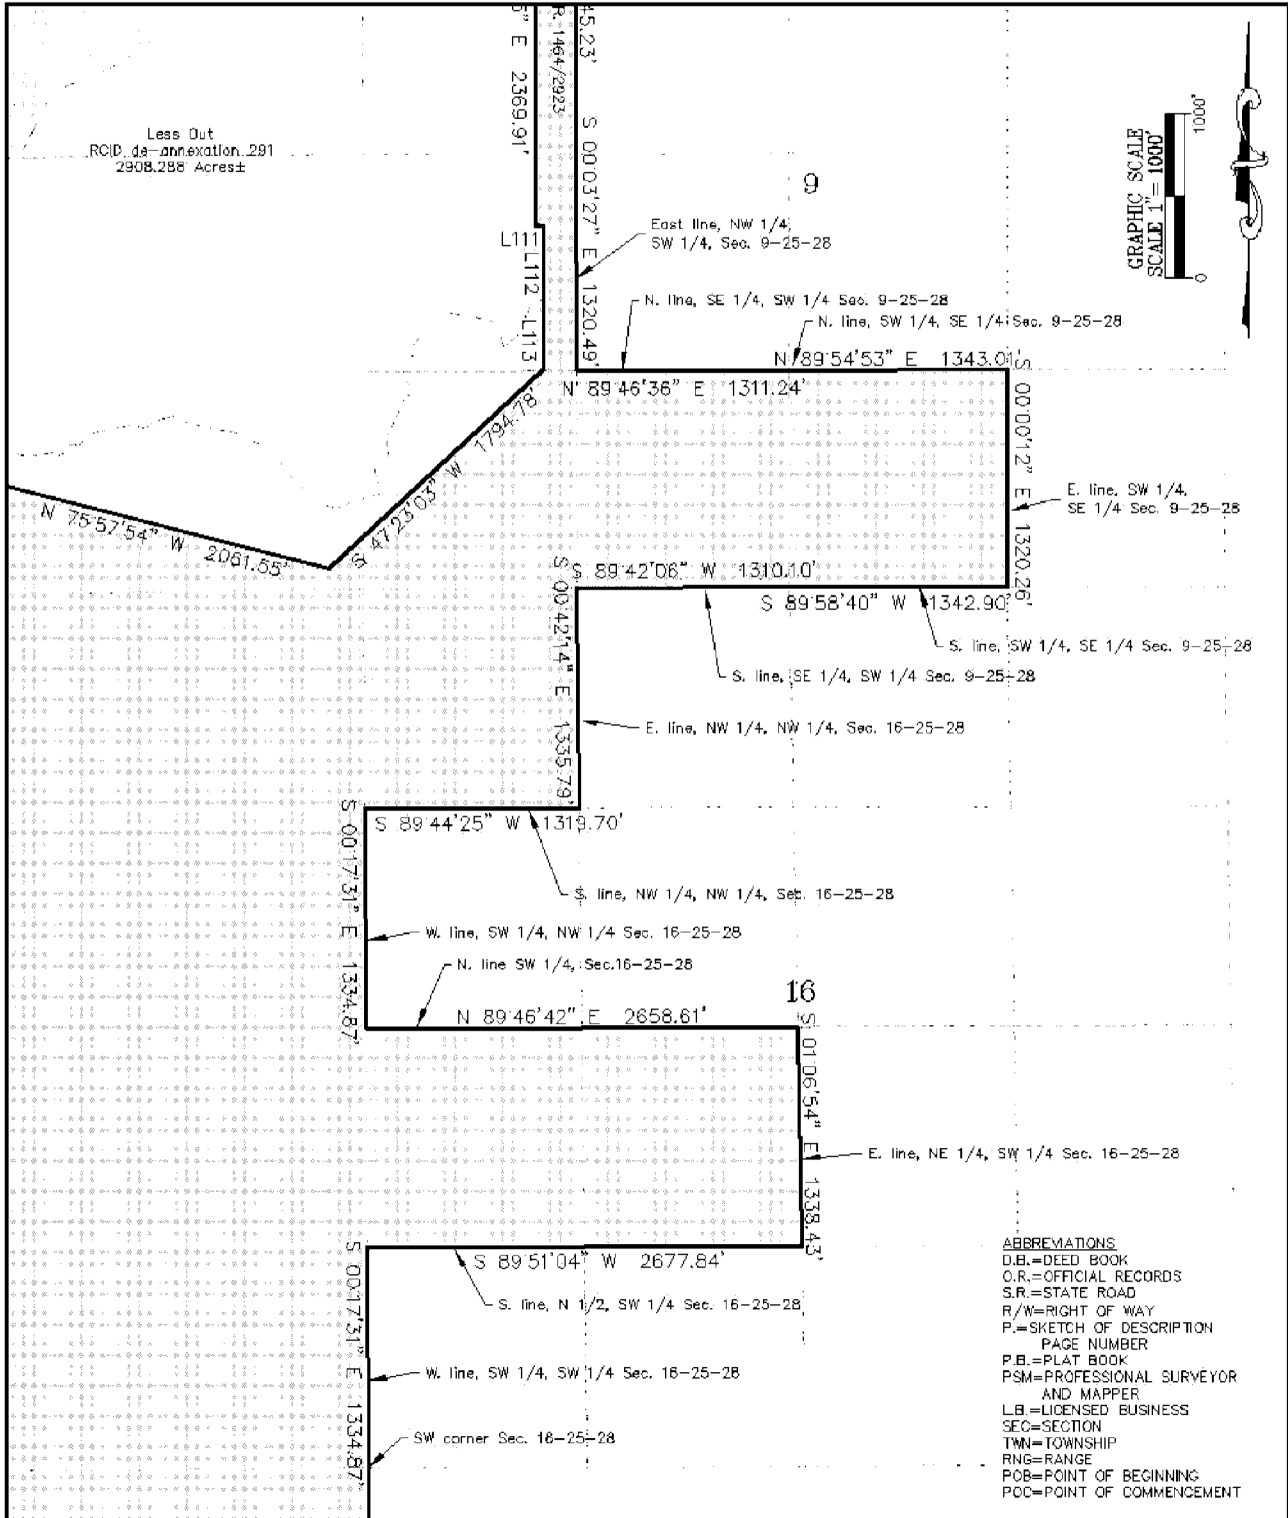 Less Out
RCID de-annexation 291
2908.288 Acres±
E 2369.91'
R. 1464/2923
45.23'
S 00°03'27" E 1320.49'
9
GRAPHIC SCALE
SCALE 1"= 1000'
0
1000'
L111
L112
L113
East line, NW 1/4,
SW 1/4, Sec. 9-25-28
N. line, SE 1/4, SW 1/4 Sec. 9-25-28
N. line, SW 1/4, SE 1/4 Sec. 9-25-28
N 89°54'53" E 1343.01'
N 89°46'36" E 1311.24'
S 00°00'12" E 1320.26'
S 47°23'03" W 1794.78'
N 75°57'54" W 2061.55'
E. line, SW 1/4,
SE 1/4 Sec. 9-25-28
S 89°42'06" W 1310.10'
S 89°58'40" W 1342.90'
S. line, SW 1/4, SE 1/4 Sec. 9-25-28
S. line, SE 1/4, SW 1/4 Sec. 9-25-28
S 00°42'14" E 1335.79'
E. line, NW 1/4, NW 1/4, Sec. 16-25-28
S 89°44'25" W 1319.70'
S. line, NW 1/4, NW 1/4, Sec. 16-25-28
S 00°17'31" E 1334.87'
W. line, SW 1/4, NW 1/4 Sec. 16-25-28
N. line SW 1/4, Sec.16-25-28
16
N 89°46'42" E 2658.61'
S 01°06'54" E 1338.43'
E. line, NE 1/4, SW 1/4 Sec. 16-25-28
S 89°51'04" W 2677.84'
S. line, N 1/2, SW 1/4 Sec. 16-25-28
S 00°17'31" E 1334.87'
W. line, SW 1/4, SW 1/4 Sec. 16-25-28
SW corner Sec. 16-25-28
ABBREVIATIONS
D.B.=DEED BOOK
O.R.=OFFICIAL RECORDS
S.R.=STATE ROAD
R/W=RIGHT OF WAY
P.=SKETCH OF DESCRIPTION
PAGE NUMBER
P.B.=PLAT BOOK
PSM=PROFESSIONAL SURVEYOR
AND MAPPER
L.B.=LICENSED BUSINESS
SEC=SECTION
TWN=TOWNSHIP
RNG=RANGE
POB=POINT OF BEGINNING
POC=POINT OF COMMENCEMENT